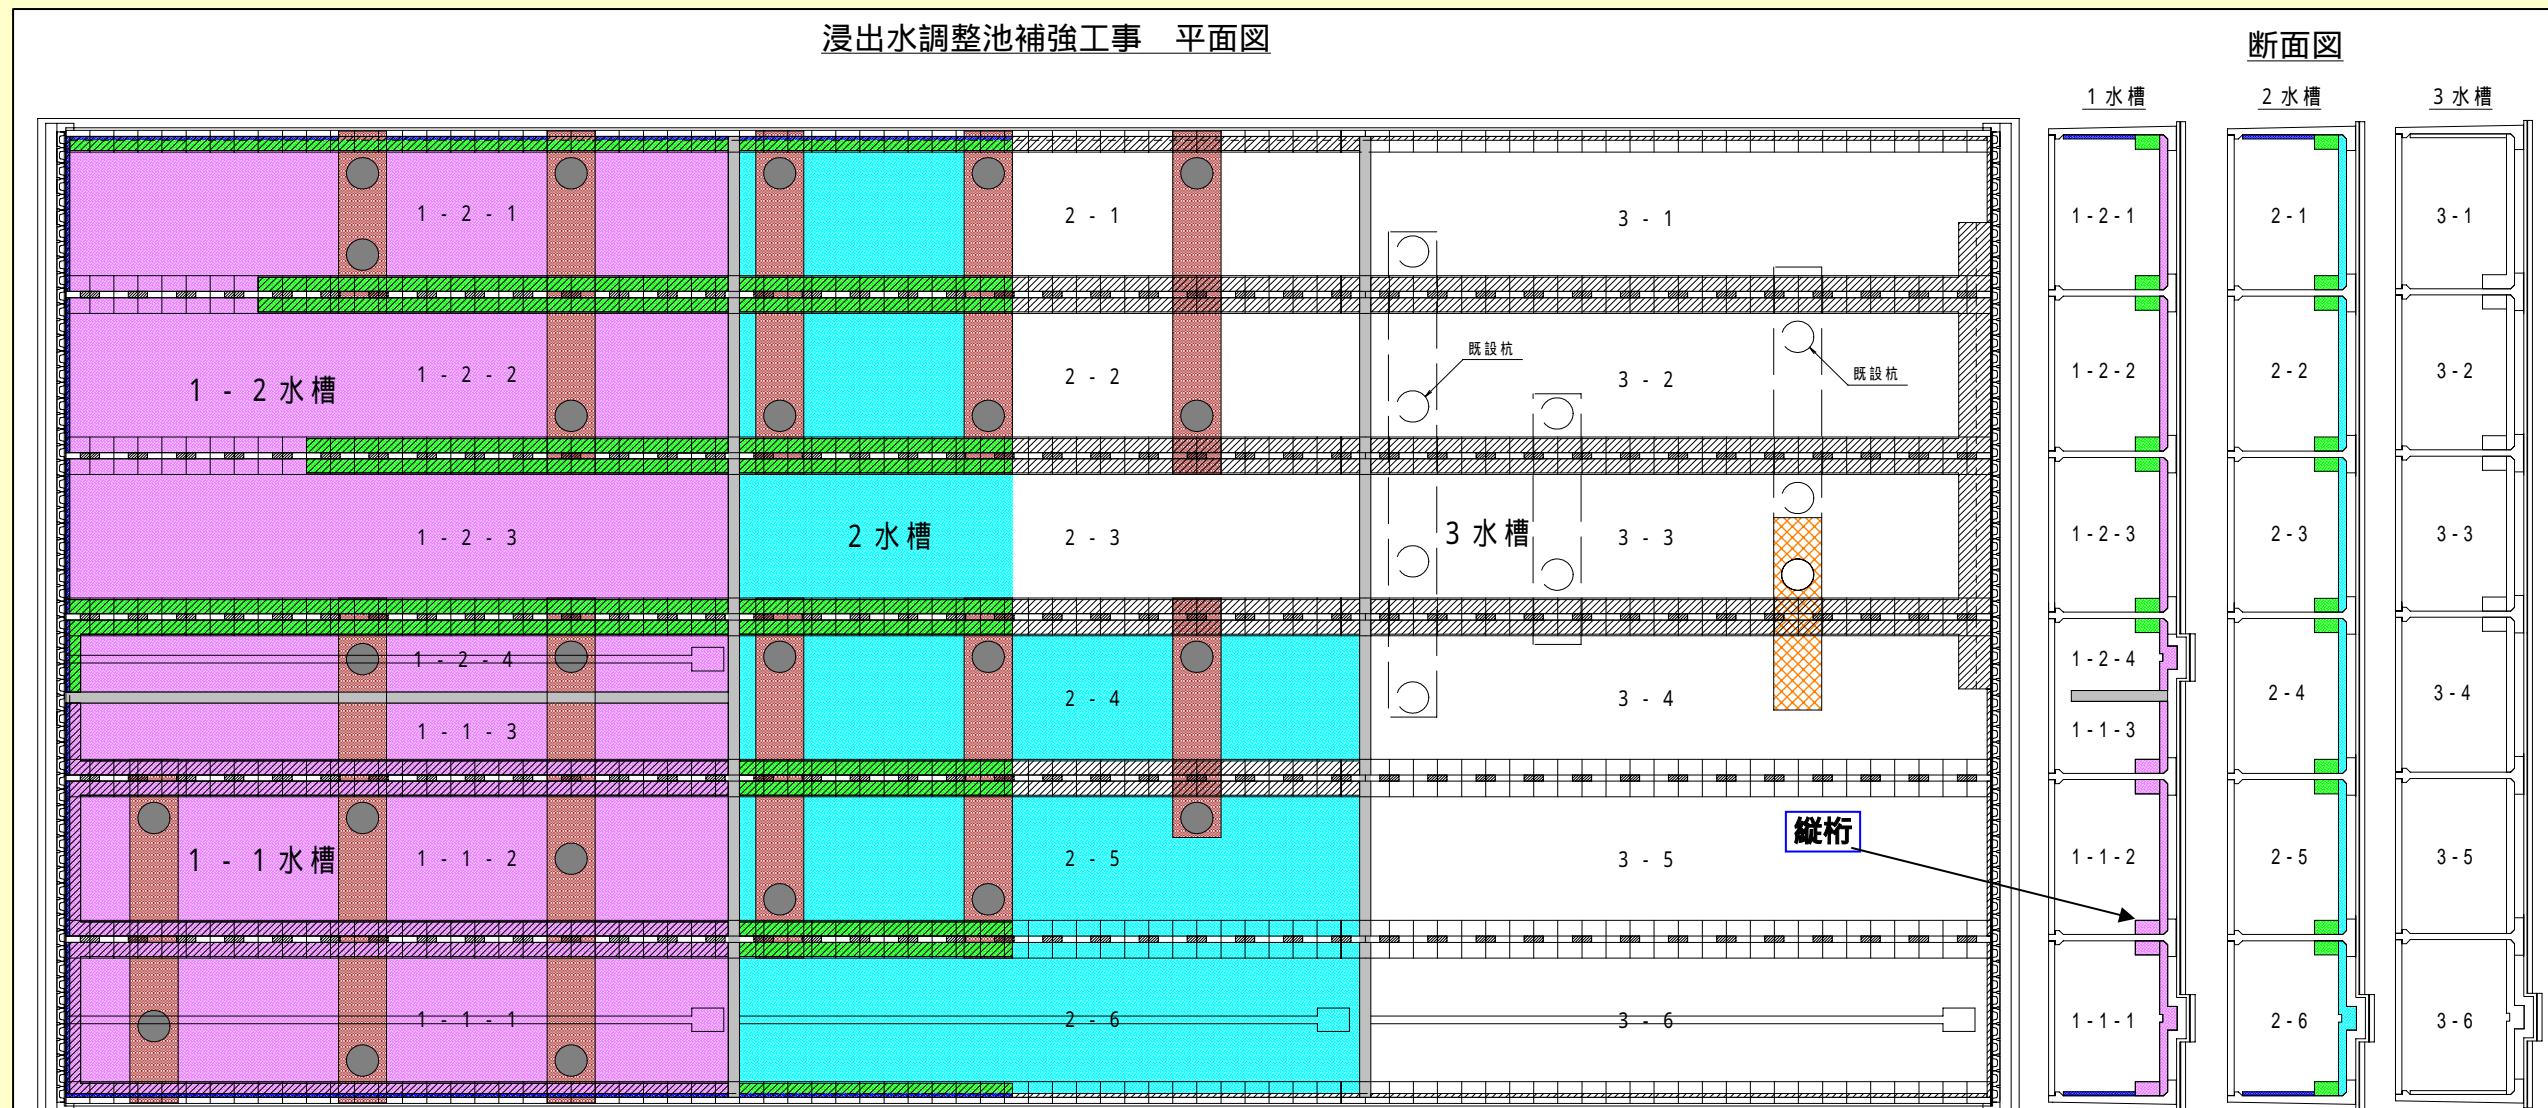 浸出水調整池補強工事　平面図
断面図
1 水槽
2 水槽
3 水槽
1 - 2 - 1
2 - 1
3 - 1
1-2-1
2-1
3-1
既設杭
既設杭
1 - 2 - 2
2 - 2
3 - 2
1-2-2
2-2
3-2
1 - 2 水槽
1 - 2 - 3
2 水槽
2 - 3
3 水槽
3 - 3
1-2-3
2-3
3-3
1 - 2 - 4
1-2-4
2 - 4
3 - 4
2-4
3-4
1 - 1 - 3
1-1-3
縦桁
1 - 1 水槽
1 - 1 - 2
2 - 5
3 - 5
1-1-2
2-5
3-5
1 - 1 - 1
2 - 6
3 - 6
1-1-1
2-6
3-6